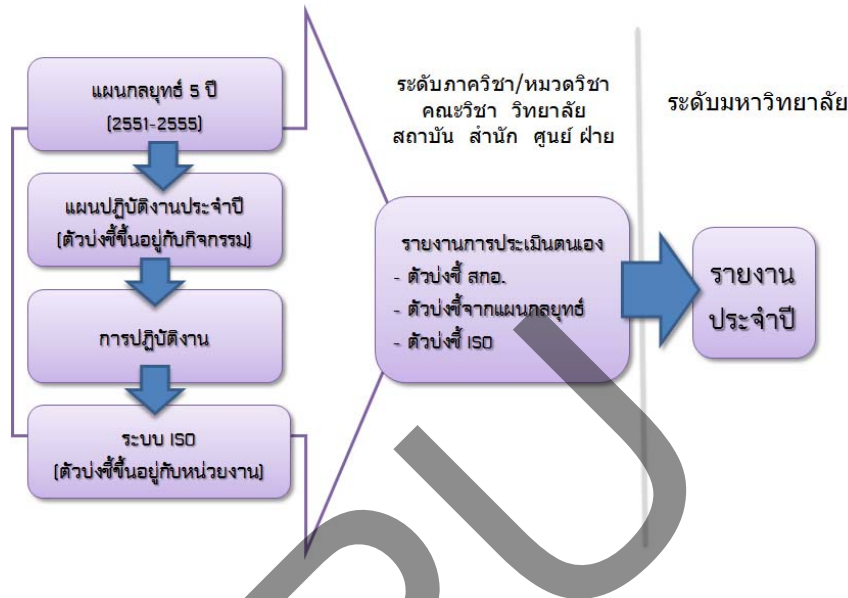 แผนกลยุทธ์ 5 ปี
(2551-2555)
แผนปฏิบัติงานประจำปี
(ตัวบ่งชี้ขึ้นอยู่กับกิจกรรม)
การปฏิบัติงาน
ระบบ ISO
(ตัวบ่งชี้ขึ้นอยู่กับหน่วยงาน)
ระดับภาควิชา/หมวดวิชา
คณะวิชา วิทยาลัย
สถาบัน สำนัก ศูนย์ ฝ่าย
รายงานการประเมินตนเอง
- ตัวบ่งชี้ สกอ.
- ตัวบ่งชี้จากแผนกลยุทธ์
- ตัวบ่งชี้ ISO
ระดับมหาวิทยาลัย
รายงาน
ประจำปี
PU